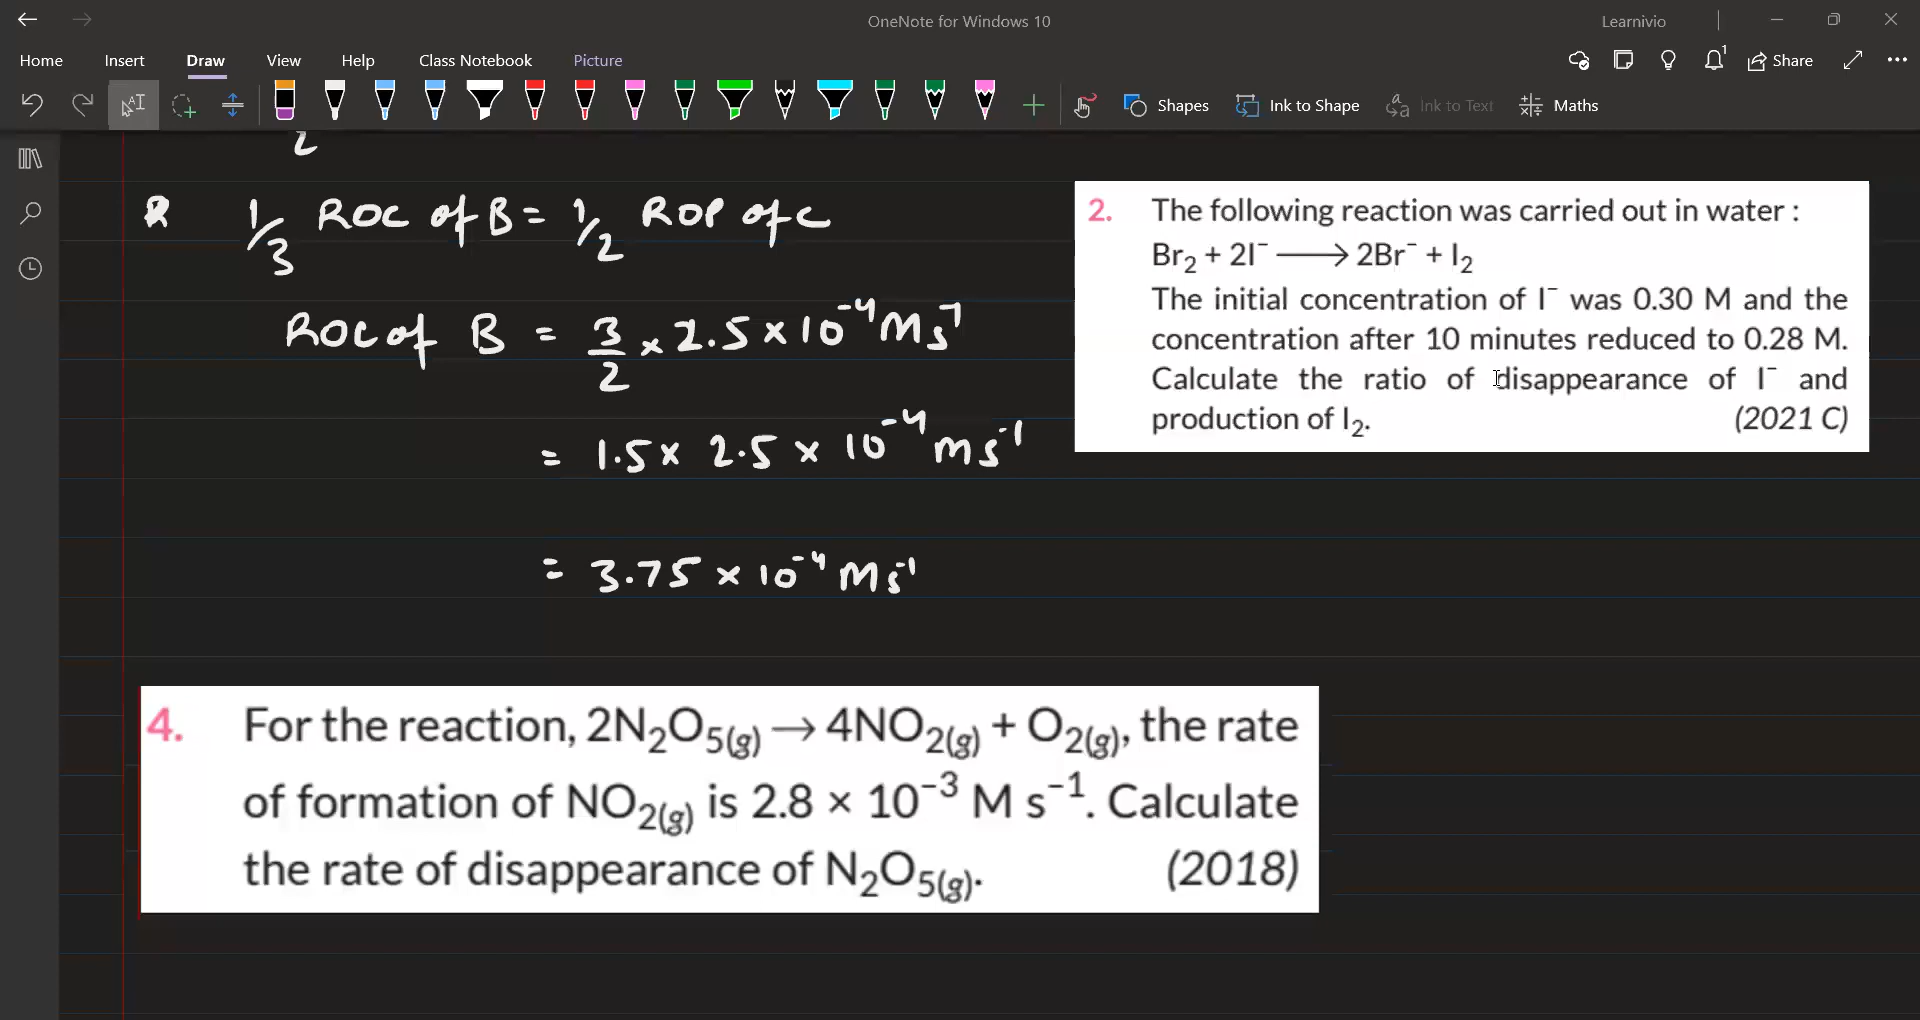 OneNote for Windows 10
Learnivio
Home Insert Draw View Help Class Notebook Picture
1
Share
AI
Shapes
Ink to Shape
Ink to Text
Maths
2
1/3 ROC of B = 1/2 ROP of C
ROC of B = 3/2 × 2.5 × 10⁻⁴ M s⁻¹
= 1.5 × 2.5 × 10⁻⁴ M s⁻¹
= 3.75 × 10⁻⁴ M s⁻¹
2. The following reaction was carried out in water :
Br₂ + 2I⁻ ⟶ 2Br⁻ + I₂
The initial concentration of I⁻ was 0.30 M and the
concentration after 10 minutes reduced to 0.28 M.
Calculate the ratio of disappearance of I⁻ and
production of I₂. (2021 C)
4. For the reaction, 2N₂O₅(g) → 4NO₂(g) + O₂(g), the rate
of formation of NO₂(g) is 2.8 × 10⁻³ M s⁻¹. Calculate
the rate of disappearance of N₂O₅(g). (2018)